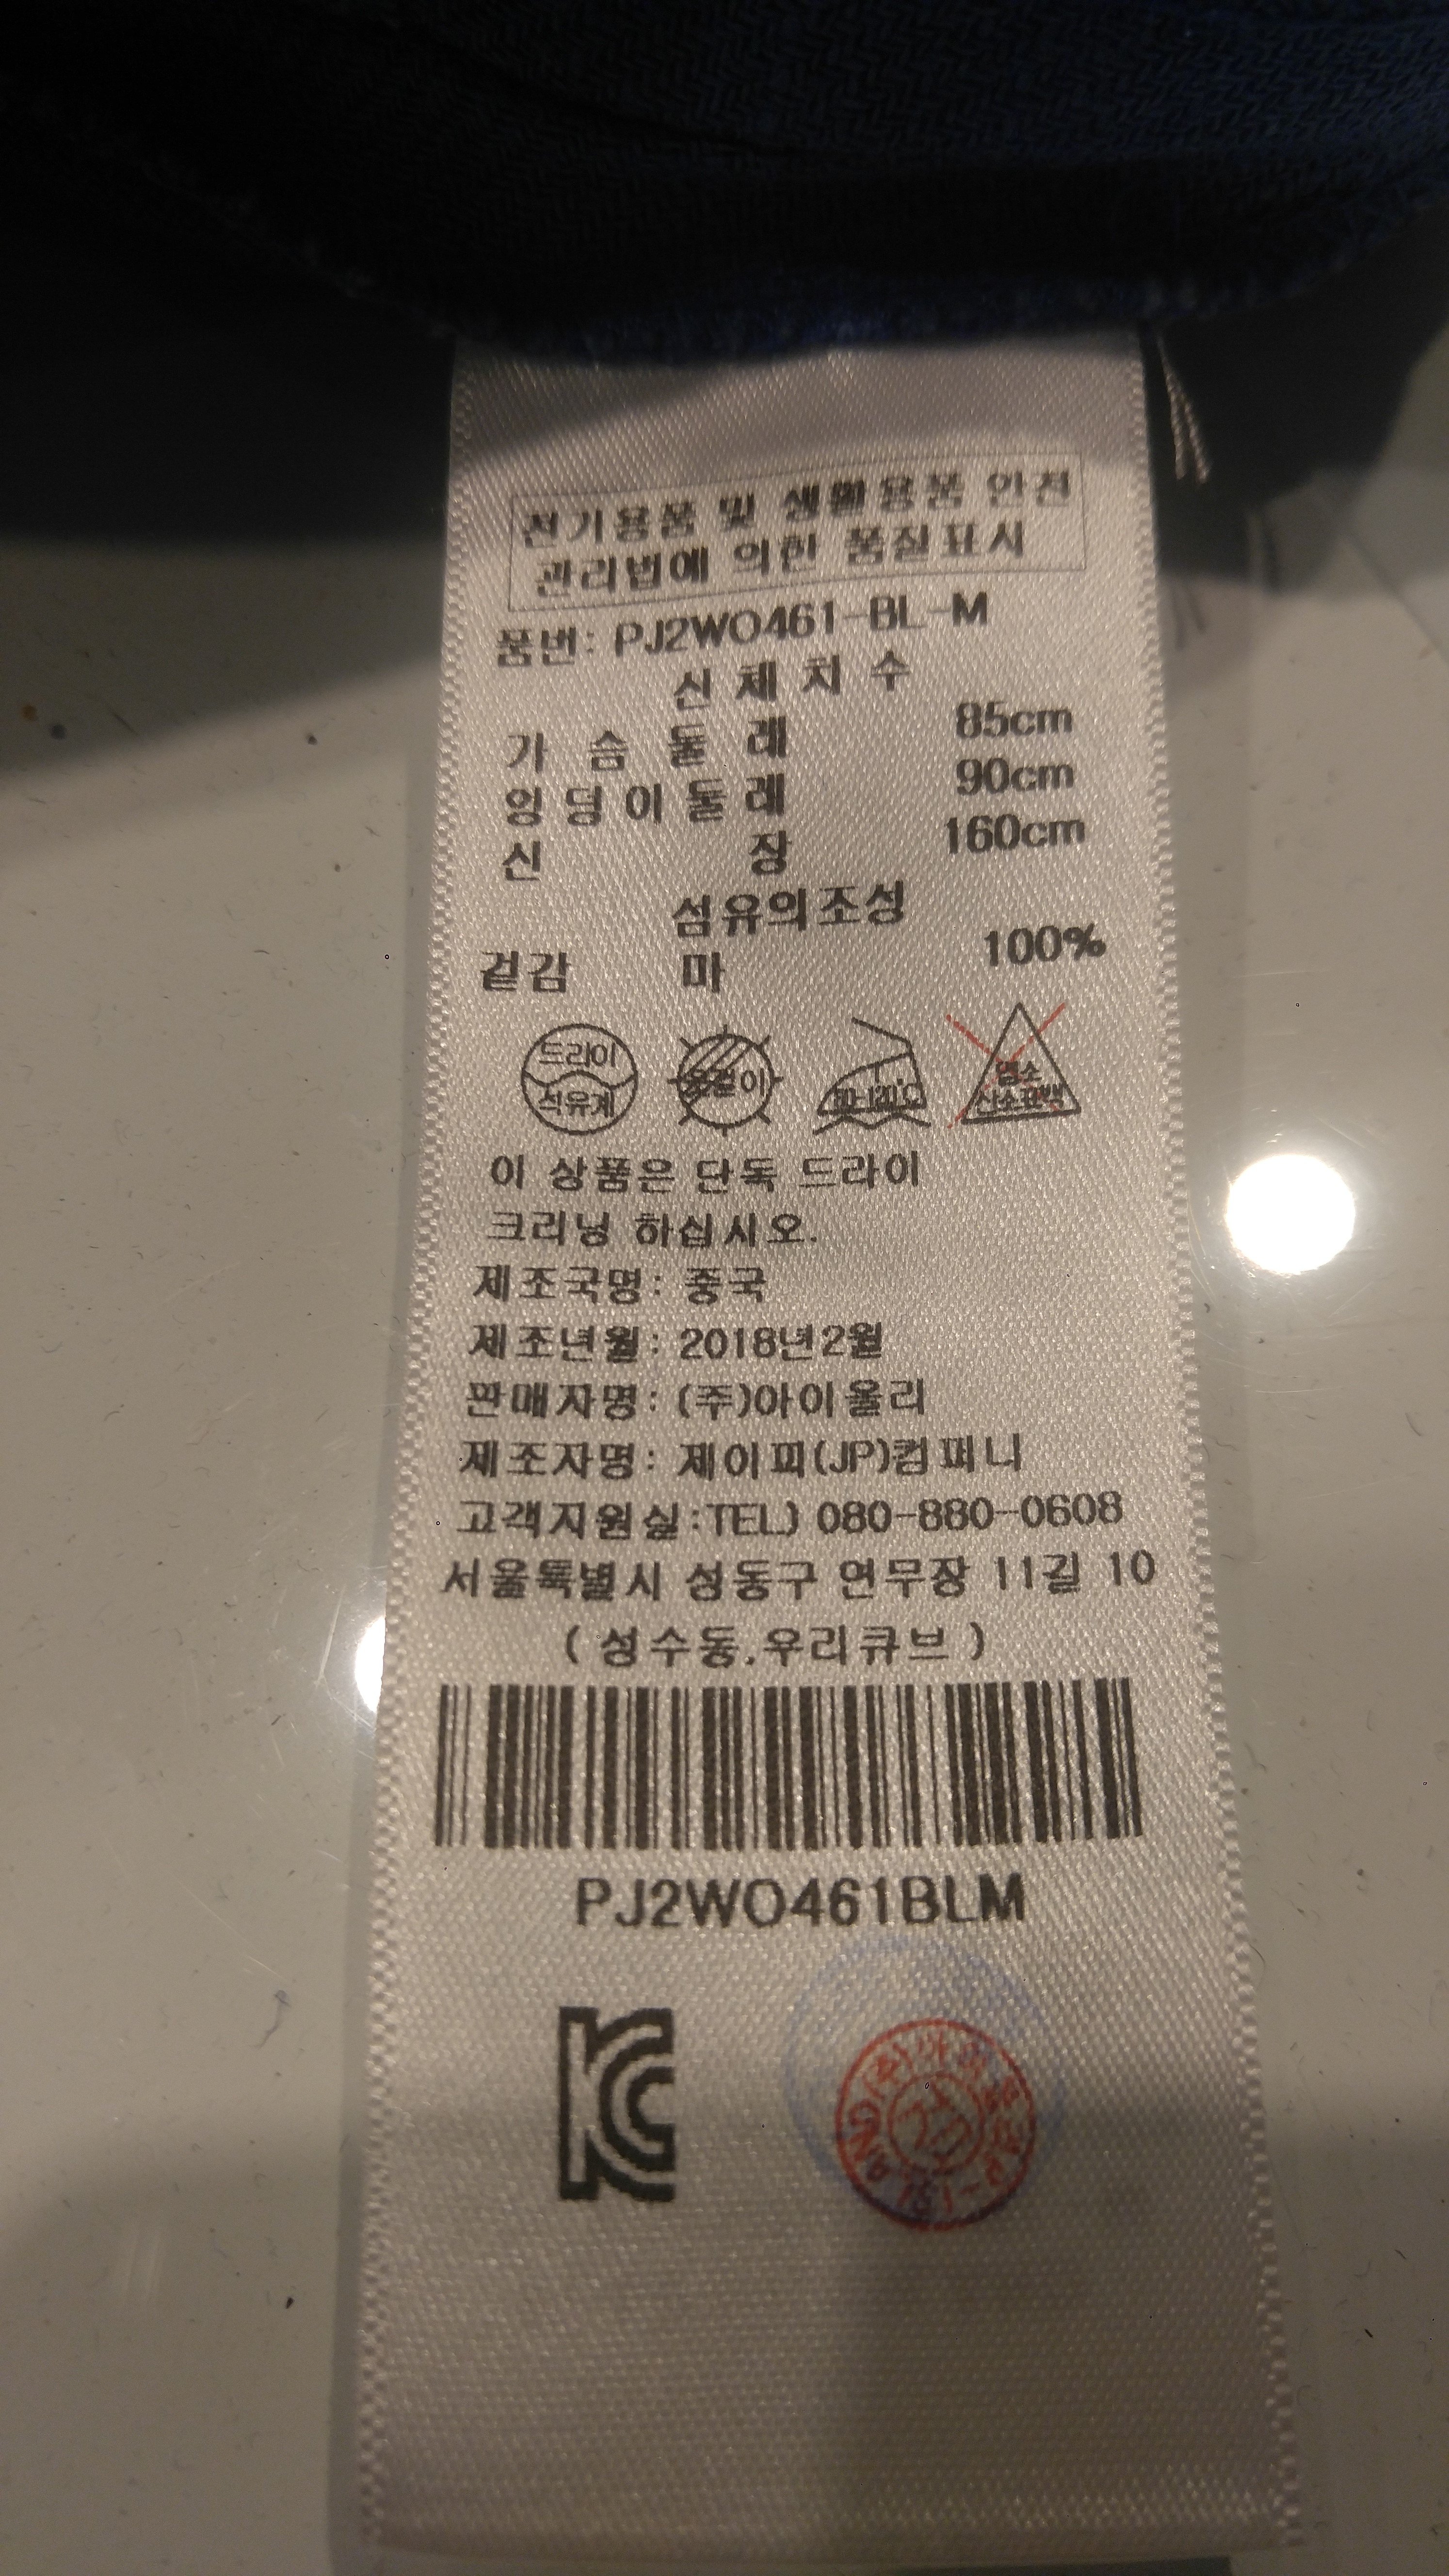 전기용품 및 생활용품 안전
관리법에 의한 품질표시
품번: PJ2WO461-BL-M
신체치수
가슴둘레 85cm
엉덩이둘레 90cm
신장 160cm
섬유의조성
겉감 마 100%
드라이
석유계
옷걸이
80-120℃
염소
산소표백
이 상품은 단독 드라이
크리닝 하십시오.
제조국명: 중국
제조년월: 2018년2월
판매자명: (주)아이올리
제조자명: 제이피(JP)컴퍼니
고객지원실:TEL) 080-880-0608
서울특별시 성동구 연무장 11길 10
(성수동,우리큐브)
PJ2WO461BLM